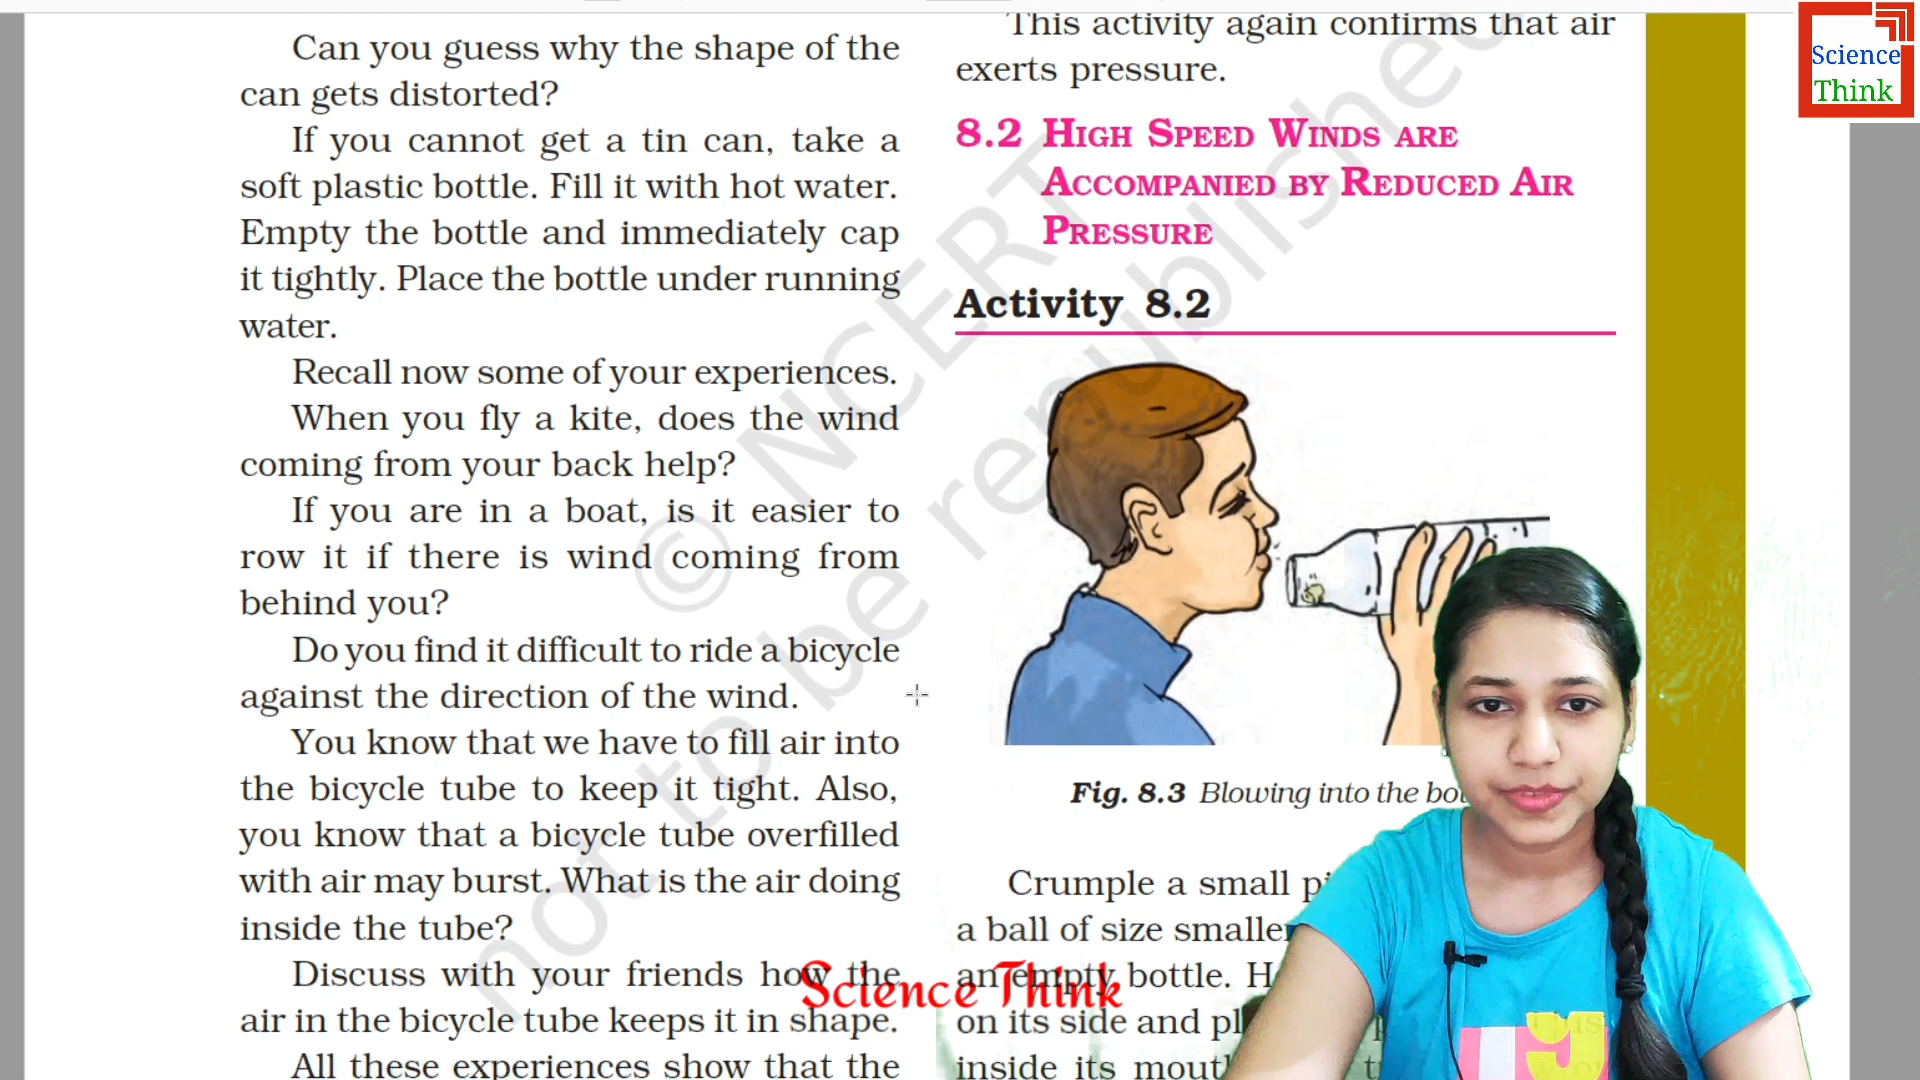 Can you guess why the shape of the
can gets distorted?
If you cannot get a tin can, take a
soft plastic bottle. Fill it with hot water.
Empty the bottle and immediately cap
it tightly. Place the bottle under running
water.
Recall now some of your experiences.
When you fly a kite, does the wind
coming from your back help?
If you are in a boat, is it easier to
row it if there is wind coming from
behind you?
Do you find it difficult to ride a bicycle
against the direction of the wind.
You know that we have to fill air into
the bicycle tube to keep it tight. Also,
you know that a bicycle tube overfilled
with air may burst. What is the air doing
inside the tube?
Discuss with your friends how the
air in the bicycle tube keeps it in shape.
All these experiences show that the
This activity again confirms that air
exerts pressure.
8.2 HIGH SPEED WINDS ARE
ACCOMPANIED BY REDUCED AIR
PRESSURE
Activity 8.2
Fig. 8.3 Blowing into the
Crumple a small
a ball of size smaller
an empty bottle.
on its side and
inside its
© NCERT
not to be republished
Science Think
Science
Think